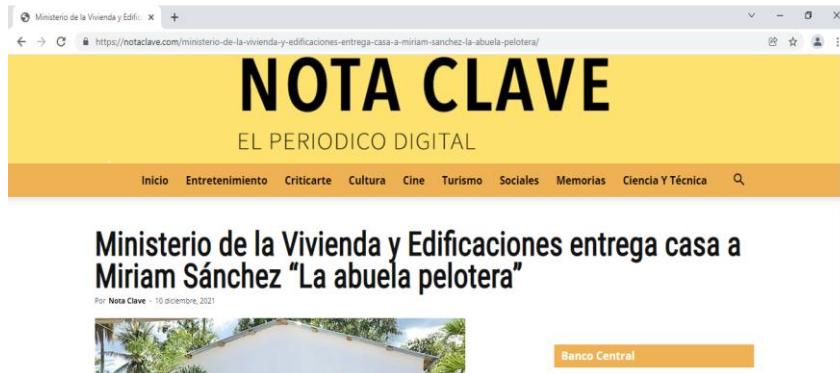 Ministerio de la Vivienda y Edific
https://notaclave.com/ministerio-de-la-vivienda-y-edificaciones-entrega-casa-a-miriam-sanchez-la-abuela-pelotera/
NOTA CLAVE
EL PERIODICO DIGITAL
Inicio Entretenimiento Criticarte Cultura Cine Turismo Sociales Memorias Ciencia Y Técnica
Ministerio de la Vivienda y Edificaciones entrega casa a
Miriam Sánchez “La abuela pelotera”
Por Nota Clave - 10 diciembre, 2021
Banco Central